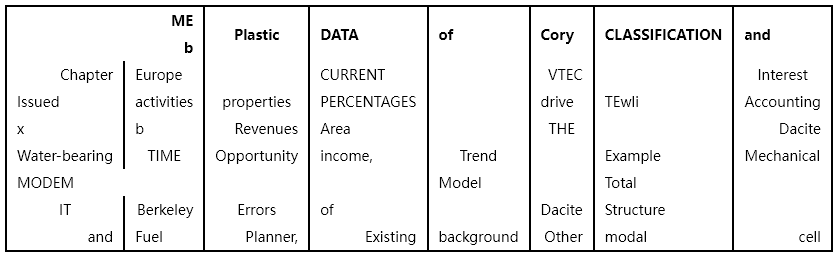 ME b Plastic DATA of Cory CLASSIFICATION and
Chapter Europe CURRENT VTEC Interest
Issued activities properties PERCENTAGES drive TEwli Accounting
x b Revenues Area THE Dacite
Water-bearing TIME Opportunity income, Trend Example Mechanical
MODEM Model Total
IT Berkeley Errors of Dacite Structure
and Fuel Planner, Existing background Other modal cell